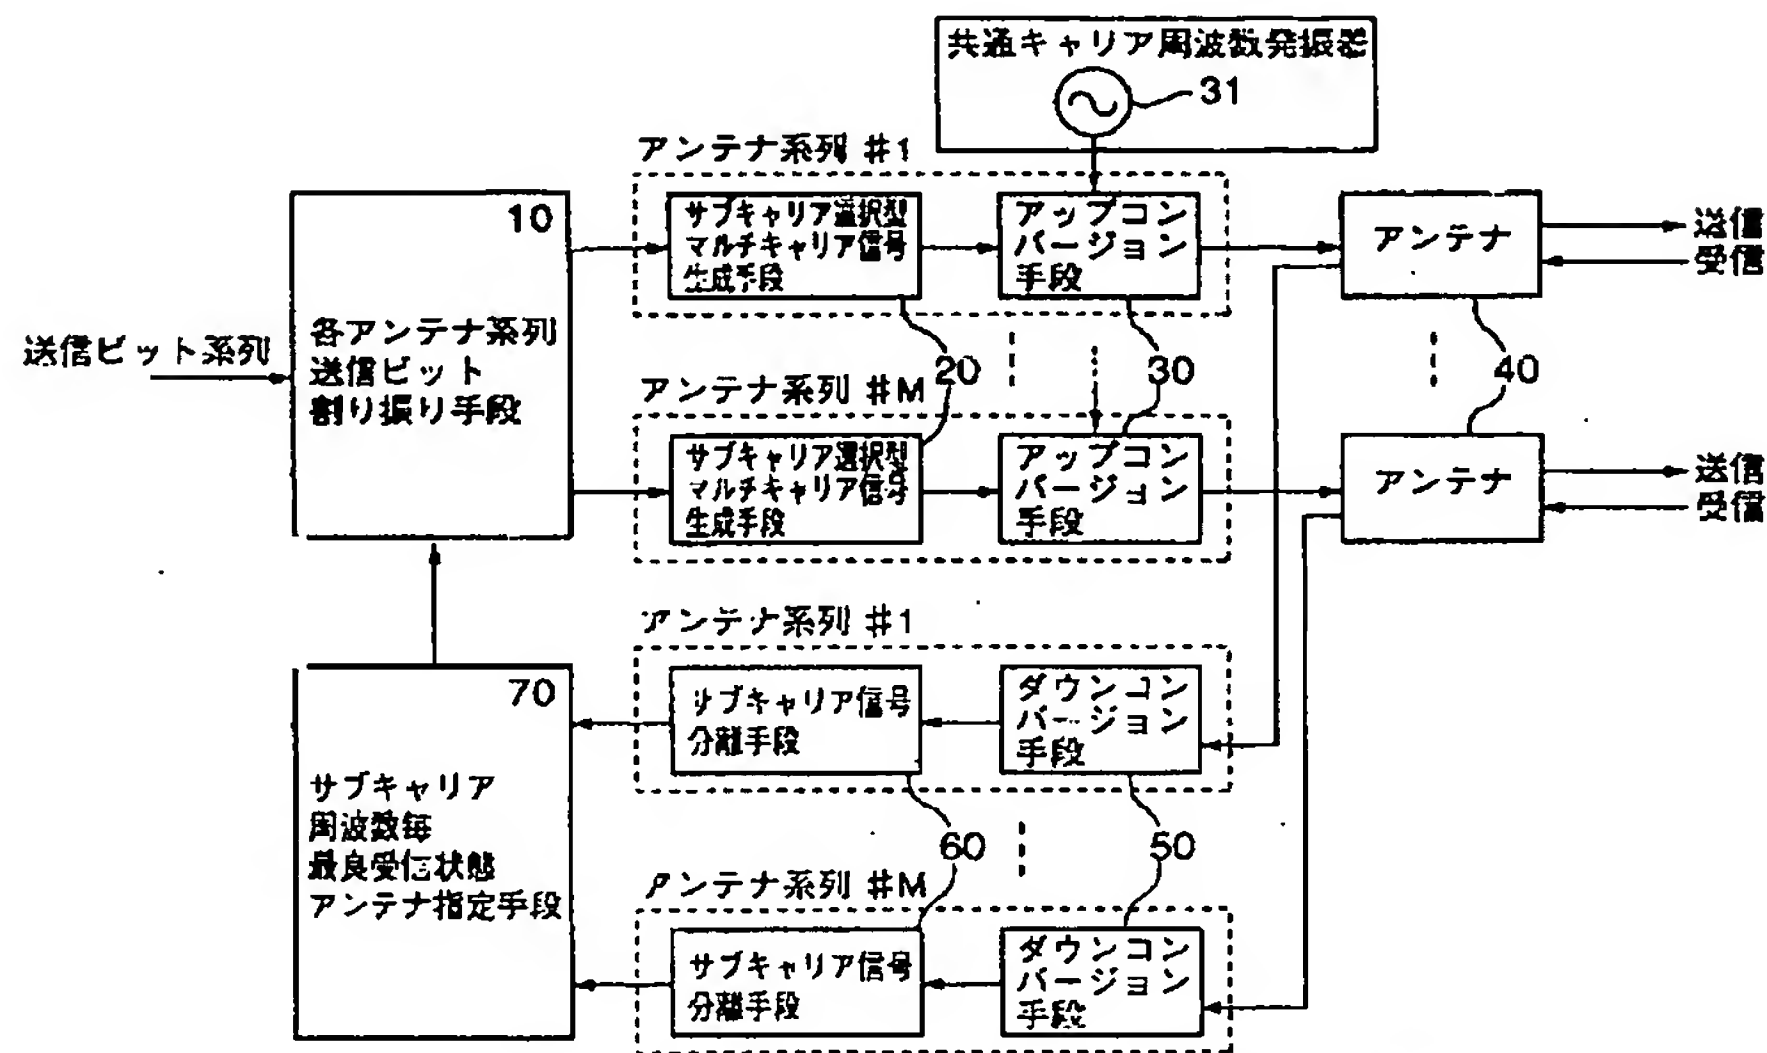 共通キャリア周波数発振器
31
アンテナ系列 #1
10
サブキャリア選択型
マルチキャリア信号
生成手段
アップコン
バージョン
手段
アンテナ
送信
受信
送信ビット系列
各アンテナ系列
送信ビット
割り振り手段
20
30
40
アンテナ系列 #M
サブキャリア選択型
マルチキャリア信号
生成手段
アップコン
バージョン
手段
アンテナ
送信
受信
アンテナ系列 #1
70
サブキャリア信号
分離手段
ダウンコン
バージョン
手段
サブキャリア
周波数毎
最良受信状態
アンテナ指定手段
60
50
アンテナ系列 #M
サブキャリア信号
分離手段
ダウンコン
バージョン
手段